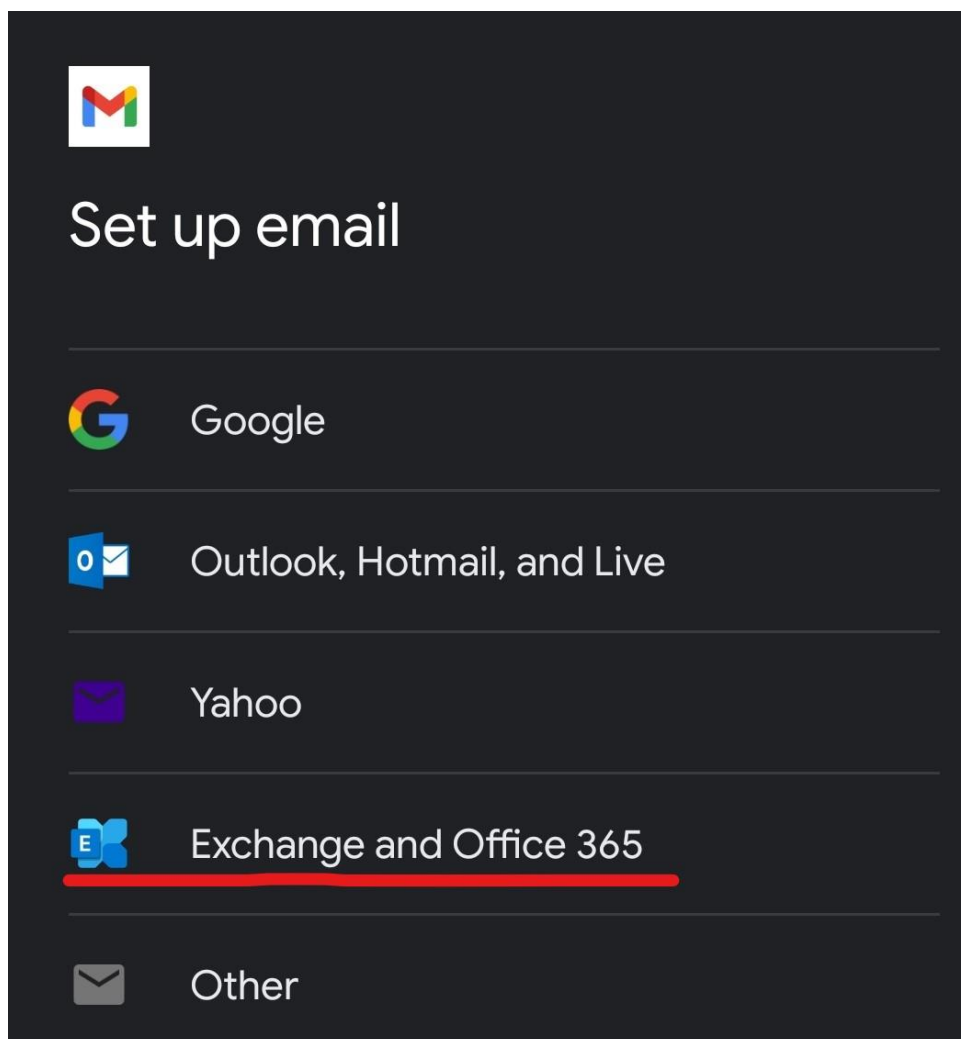 M
Set up email
G
Google
O
Outlook, Hotmail, and Live
Yahoo
E
Exchange and Office 365
Other